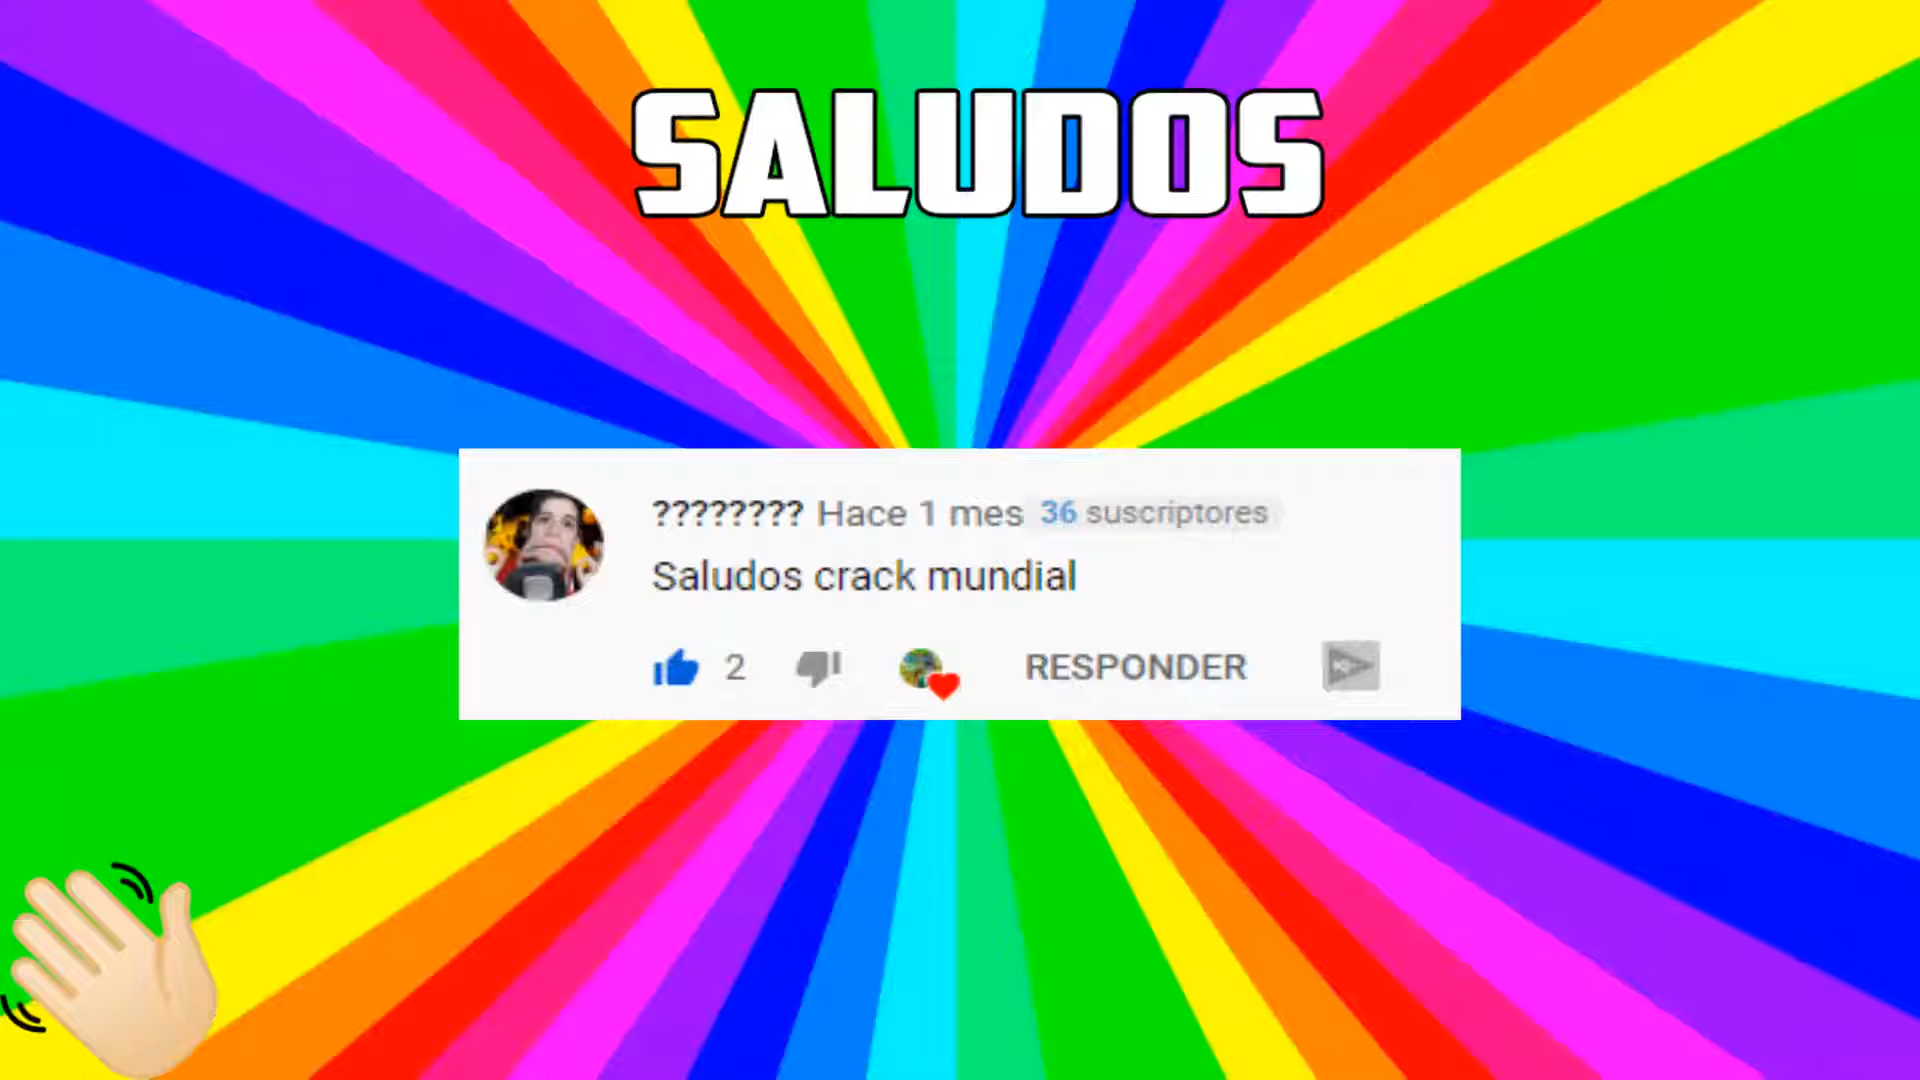 SALUDOS
???????? Hace 1 mes 36 suscriptores
Saludos crack mundial
2 RESPONDER